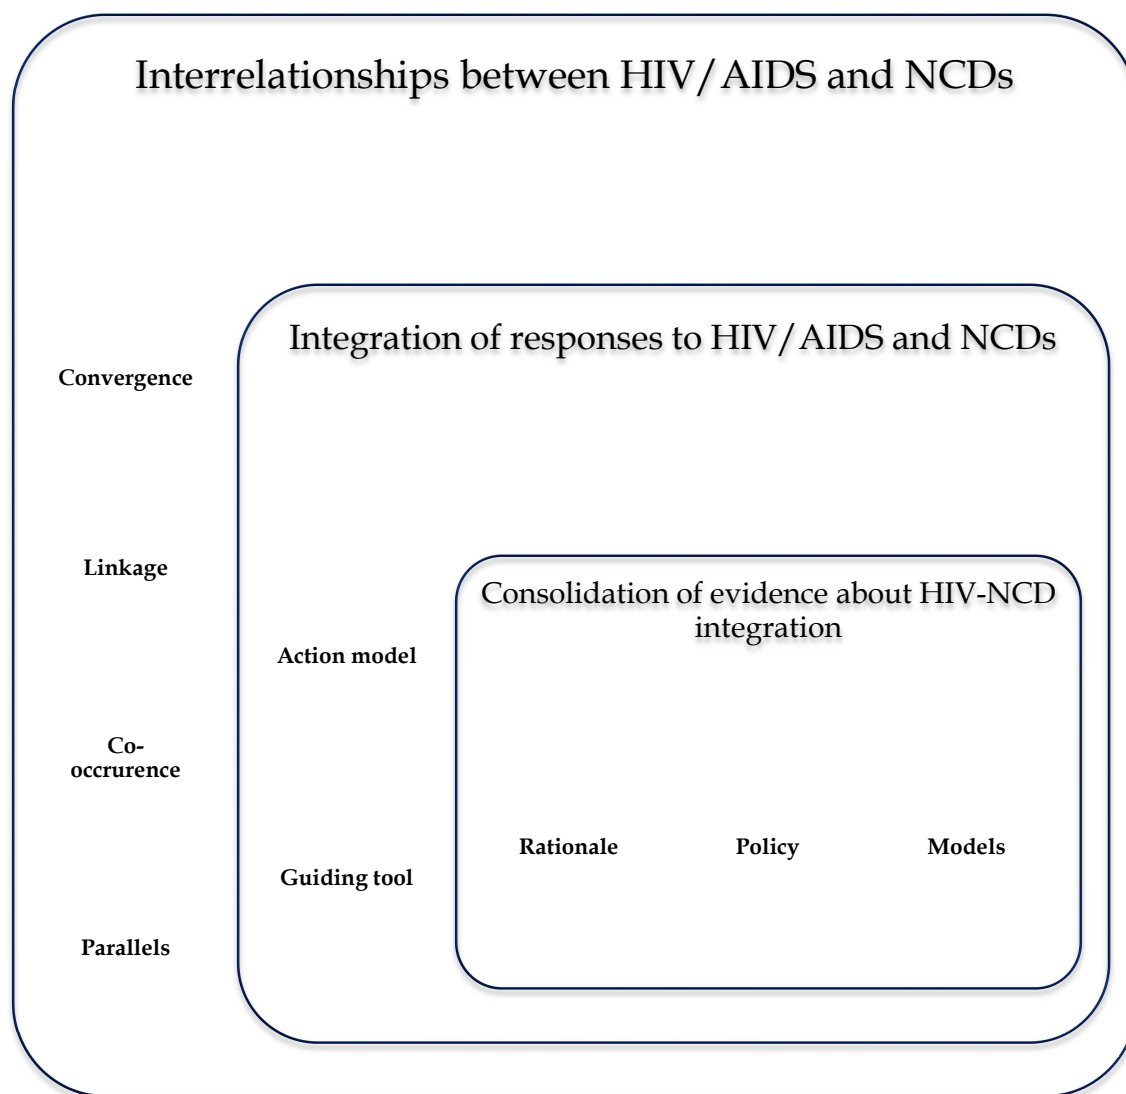 Interrelationships between HIV/AIDS and NCDs
Integration of responses to HIV/AIDS and NCDs
Convergence
Linkage
Consolidation of evidence about HIV-NCD
integration
Action model
Co-
occrurence
Rationale
Policy
Models
Guiding tool
Parallels